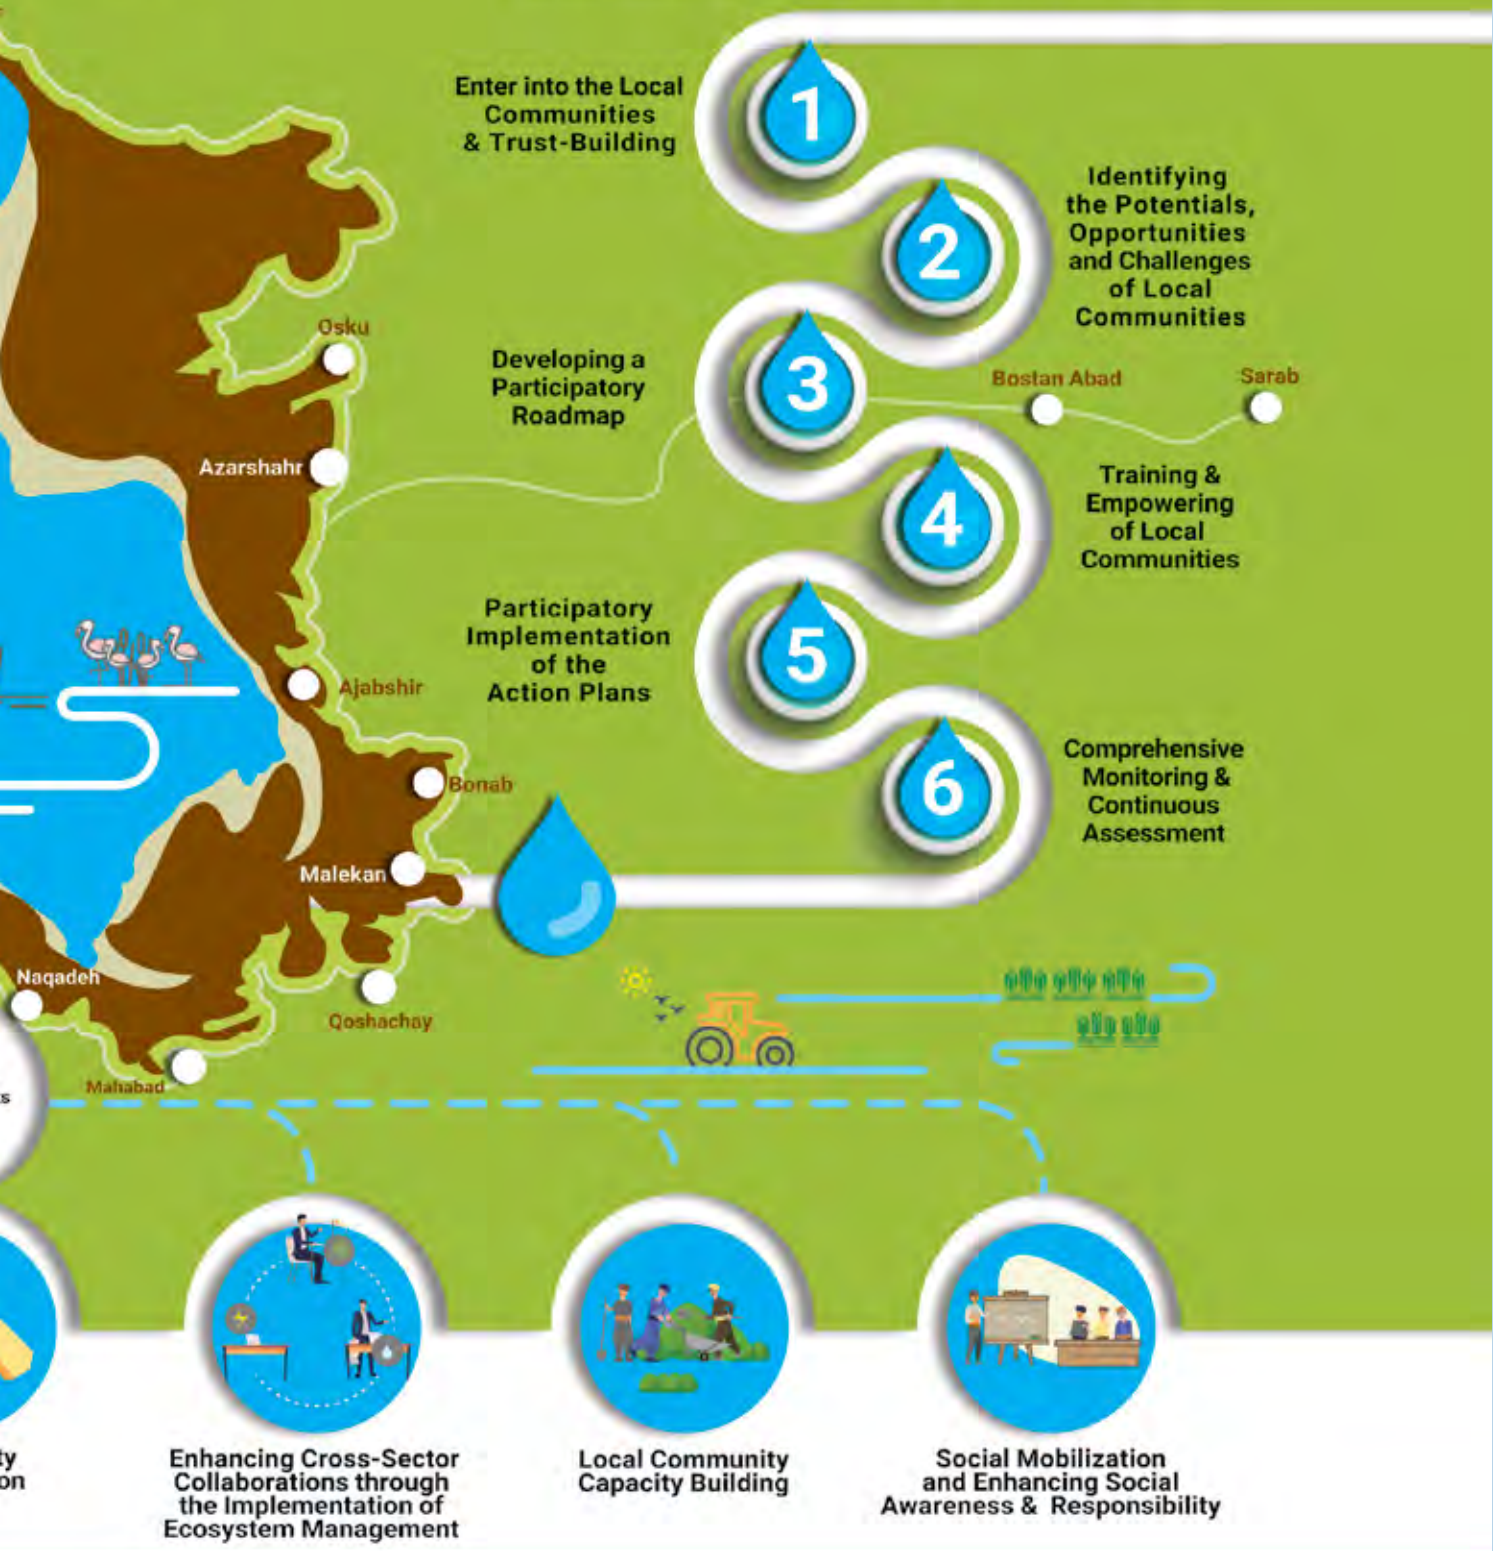 Enter into the Local
Communities
& Trust-Building
1
2
Identifying
the Potentials,
Opportunities
and Challenges
of Local
Communities
Osku
Developing a
Participatory
Roadmap
3
Bostan Abad
Sarab
Azarshahr
4
Training &
Empowering
of Local
Communities
Participatory
Implementation
of the
Action Plans
5
Ajabshir
Bonab
6
Comprehensive
Monitoring &
Continuous
Assessment
Malekan
Naqadeh
Qoshachay
Mahabad
Enhancing Cross-Sector
Collaborations through
the Implementation of
Ecosystem Management
Local Community
Capacity Building
Social Mobilization
and Enhancing Social
Awareness & Responsibility